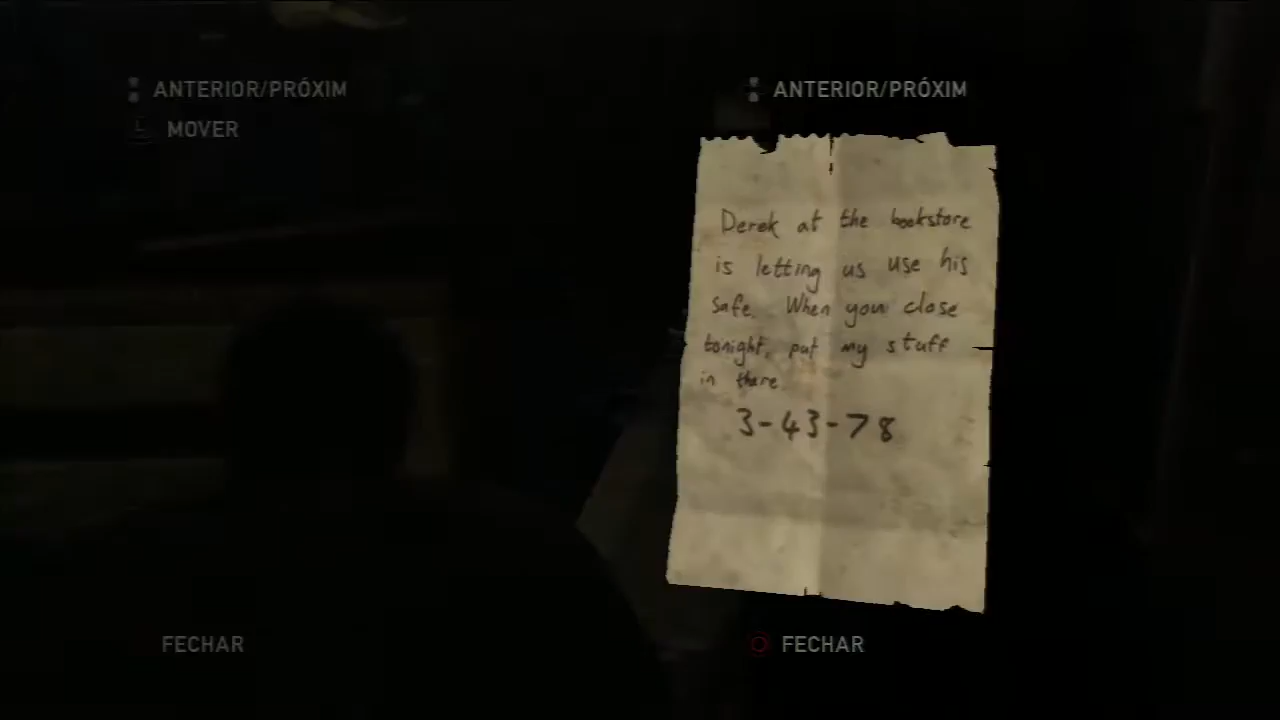 ANTERIOR/PRÓXIM
MOVER
ANTERIOR/PRÓXIM
Derek at the bookstore
is letting us use his
safe. When you close
tonight, put my stuff
in there
3-43-78
FECHAR
FECHAR